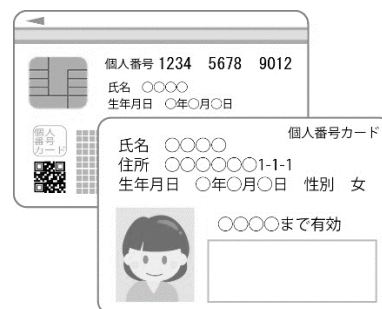 個人番号 1234 5678 9012
氏名 ○○○○
生年月日 ○年○月○日
個人
番号
カード
個人番号カード
氏名 ○○○○
住所 ○○○○○○1-1-1
生年月日 ○年○月○日 性別 女
○○○○まで有効